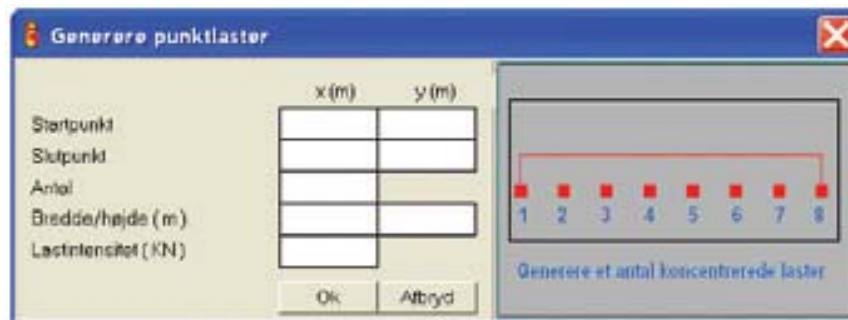 Generere punktlaster
x (m) y (m)
Startpunkt
Slutpunkt
Antal
Bredde/højde (m)
Lastintensitet (KN)
Ok Afbryd
1 2 3 4 5 6 7 8
Generere et antal koncentrerede laster